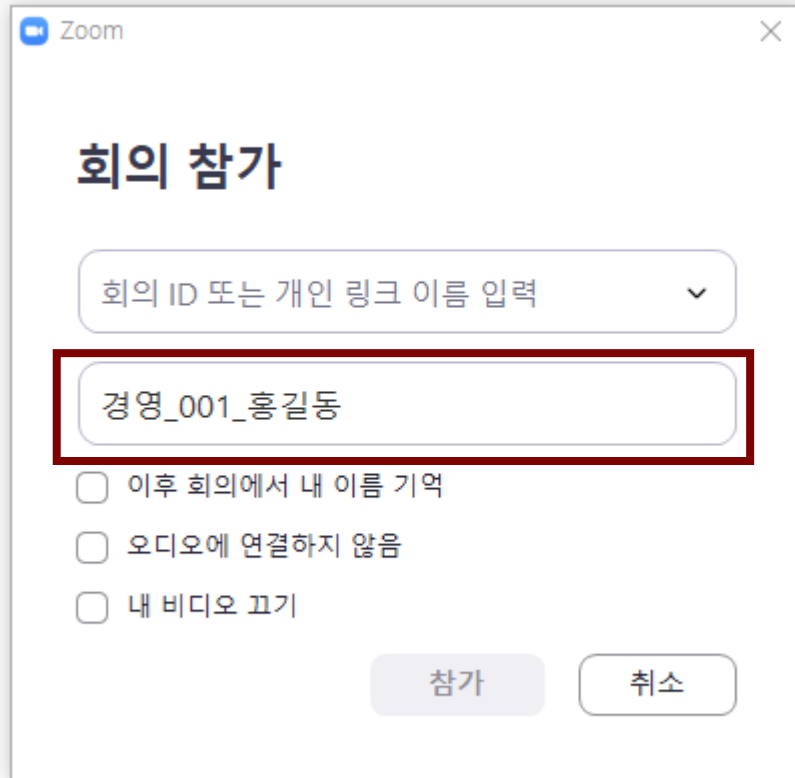 Zoom
회의 참가
회의 ID 또는 개인 링크 이름 입력
경영_001_홍길동
이후 회의에서 내 이름 기억
오디오에 연결하지 않음
내 비디오 끄기
참가
취소